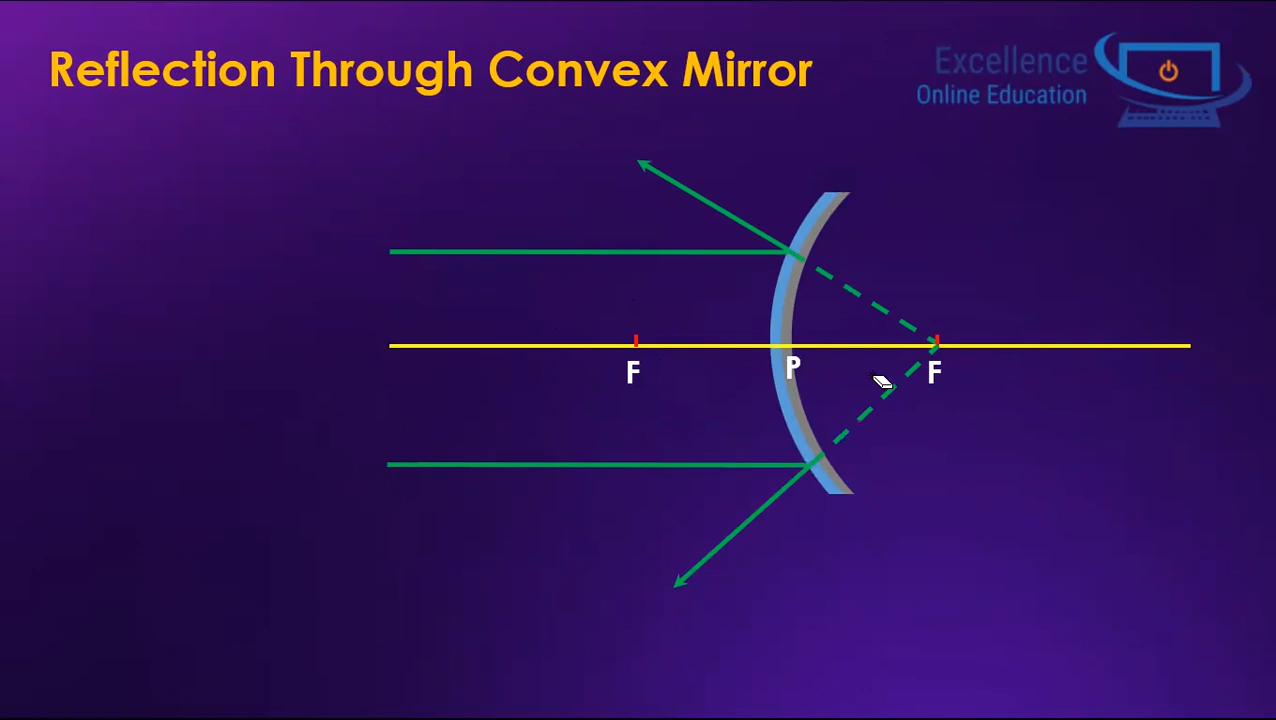 Reflection Through Convex Mirror
Excellence
Online Education
F
P
F